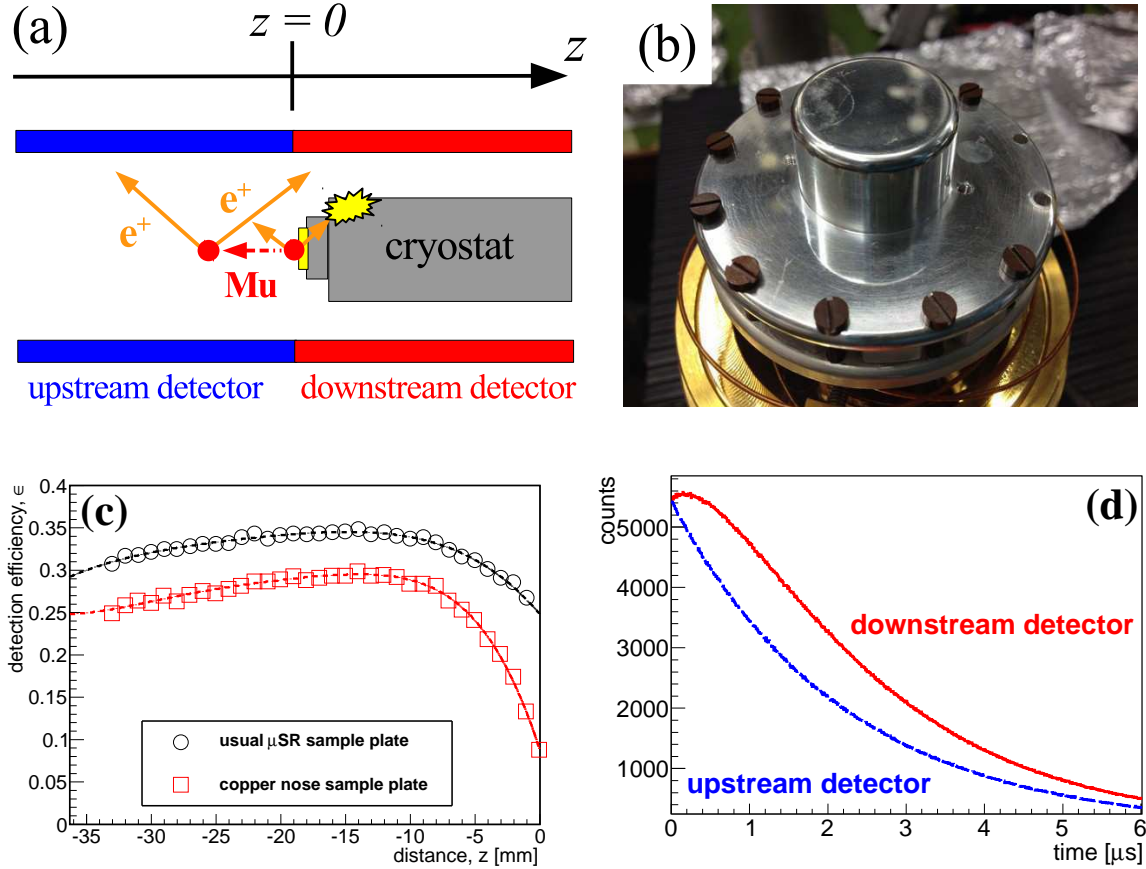 (a)
z = 0
z
e⁺
e⁺
Mu
cryostat
upstream detector
downstream detector
(b)
(c)
detection efficiency, ϵ
0.4
0.35
0.3
0.25
0.2
0.15
0.1
0.05
0
usual μSR sample plate
copper nose sample plate
-35 -30 -25 -20 -15 -10 -5 0
distance, z [mm]
(d)
counts
5000
4000
3000
2000
1000
downstream detector
upstream detector
0 1 2 3 4 5 6
time [μs]